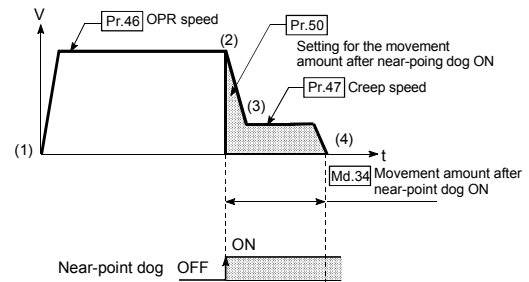 V
Pr.46 OPR speed
(2)
Pr.50
Setting for the movement
amount after near-poing dog ON
Pr.47 Creep speed
(3)
(1)
(4)
t
Md.34 Movement amount after
near-point dog ON
ON
Near-point dog OFF